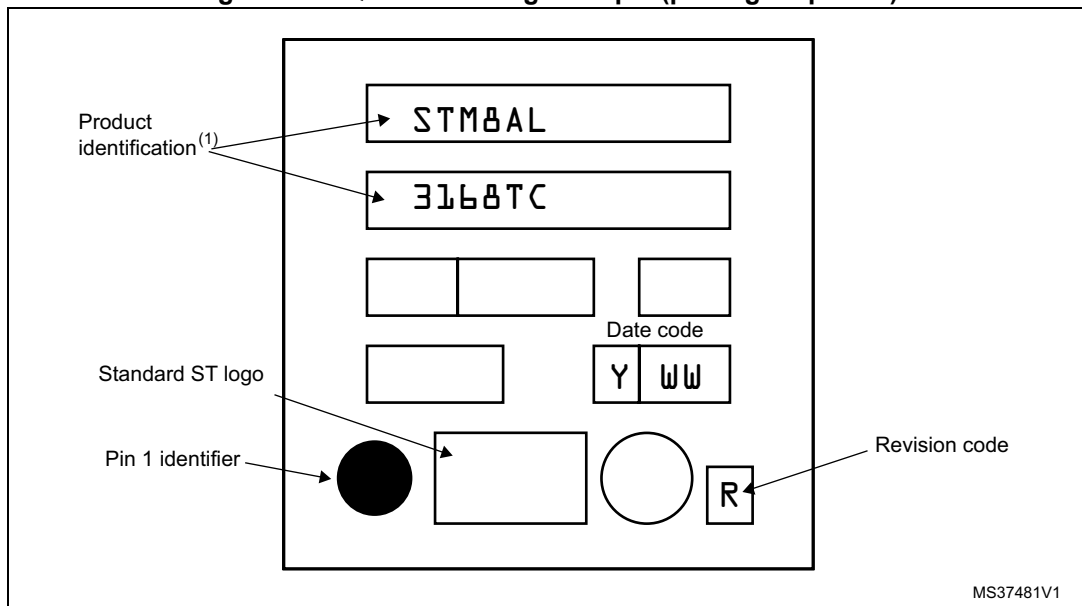 Product
identification(1)
STM8AL
3168TC
Date code
Y WW
Standard ST logo
Pin 1 identifier
R
Revision code
MS37481V1